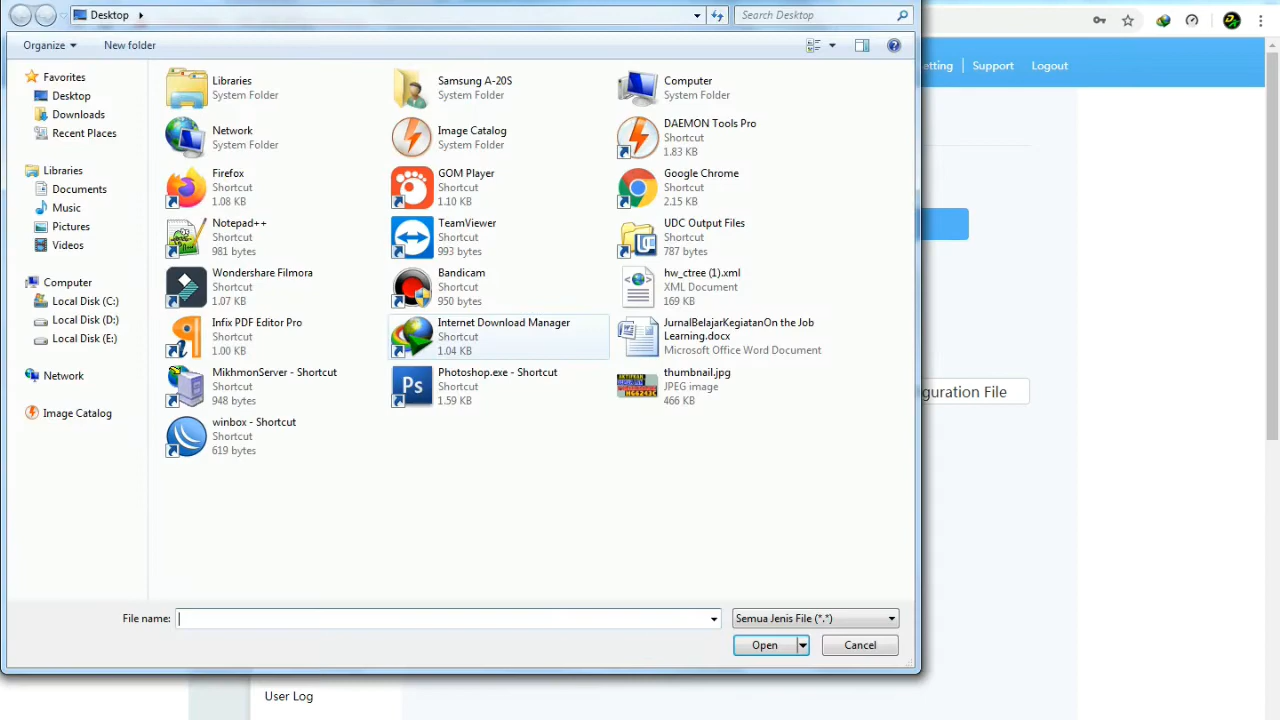 Desktop
Search Desktop
Organize
New folder
etting
Support
Logout
Favorites
Desktop
Downloads
Recent Places
Libraries
Documents
Music
Pictures
Videos
Computer
Local Disk (C:)
Local Disk (D:)
Local Disk (E:)
Network
Image Catalog
Libraries
System Folder
Samsung A-20S
System Folder
Computer
System Folder
Network
System Folder
Image Catalog
System Folder
DAEMON Tools Pro
Shortcut
1.83 KB
Firefox
Shortcut
1.08 KB
GOM Player
Shortcut
1.10 KB
Google Chrome
Shortcut
2.15 KB
Notepad++
Shortcut
981 bytes
TeamViewer
Shortcut
993 bytes
UDC Output Files
Shortcut
787 bytes
Wondershare Filmora
Shortcut
1.07 KB
Bandicam
Shortcut
950 bytes
hw_ctree (1).xml
XML Document
169 KB
Infix PDF Editor Pro
Shortcut
1.00 KB
Internet Download Manager
Shortcut
1.04 KB
JurnalBelajarKegiatanOn the Job
Learning.docx
Microsoft Office Word Document
MikhmonServer - Shortcut
Shortcut
948 bytes
Ps
Photoshop.exe - Shortcut
Shortcut
1.59 KB
thumbnail.jpg
JPEG image
466 KB
winbox - Shortcut
Shortcut
619 bytes
guration File
File name:
Semua Jenis File (*.*)
Open
Cancel
User Log